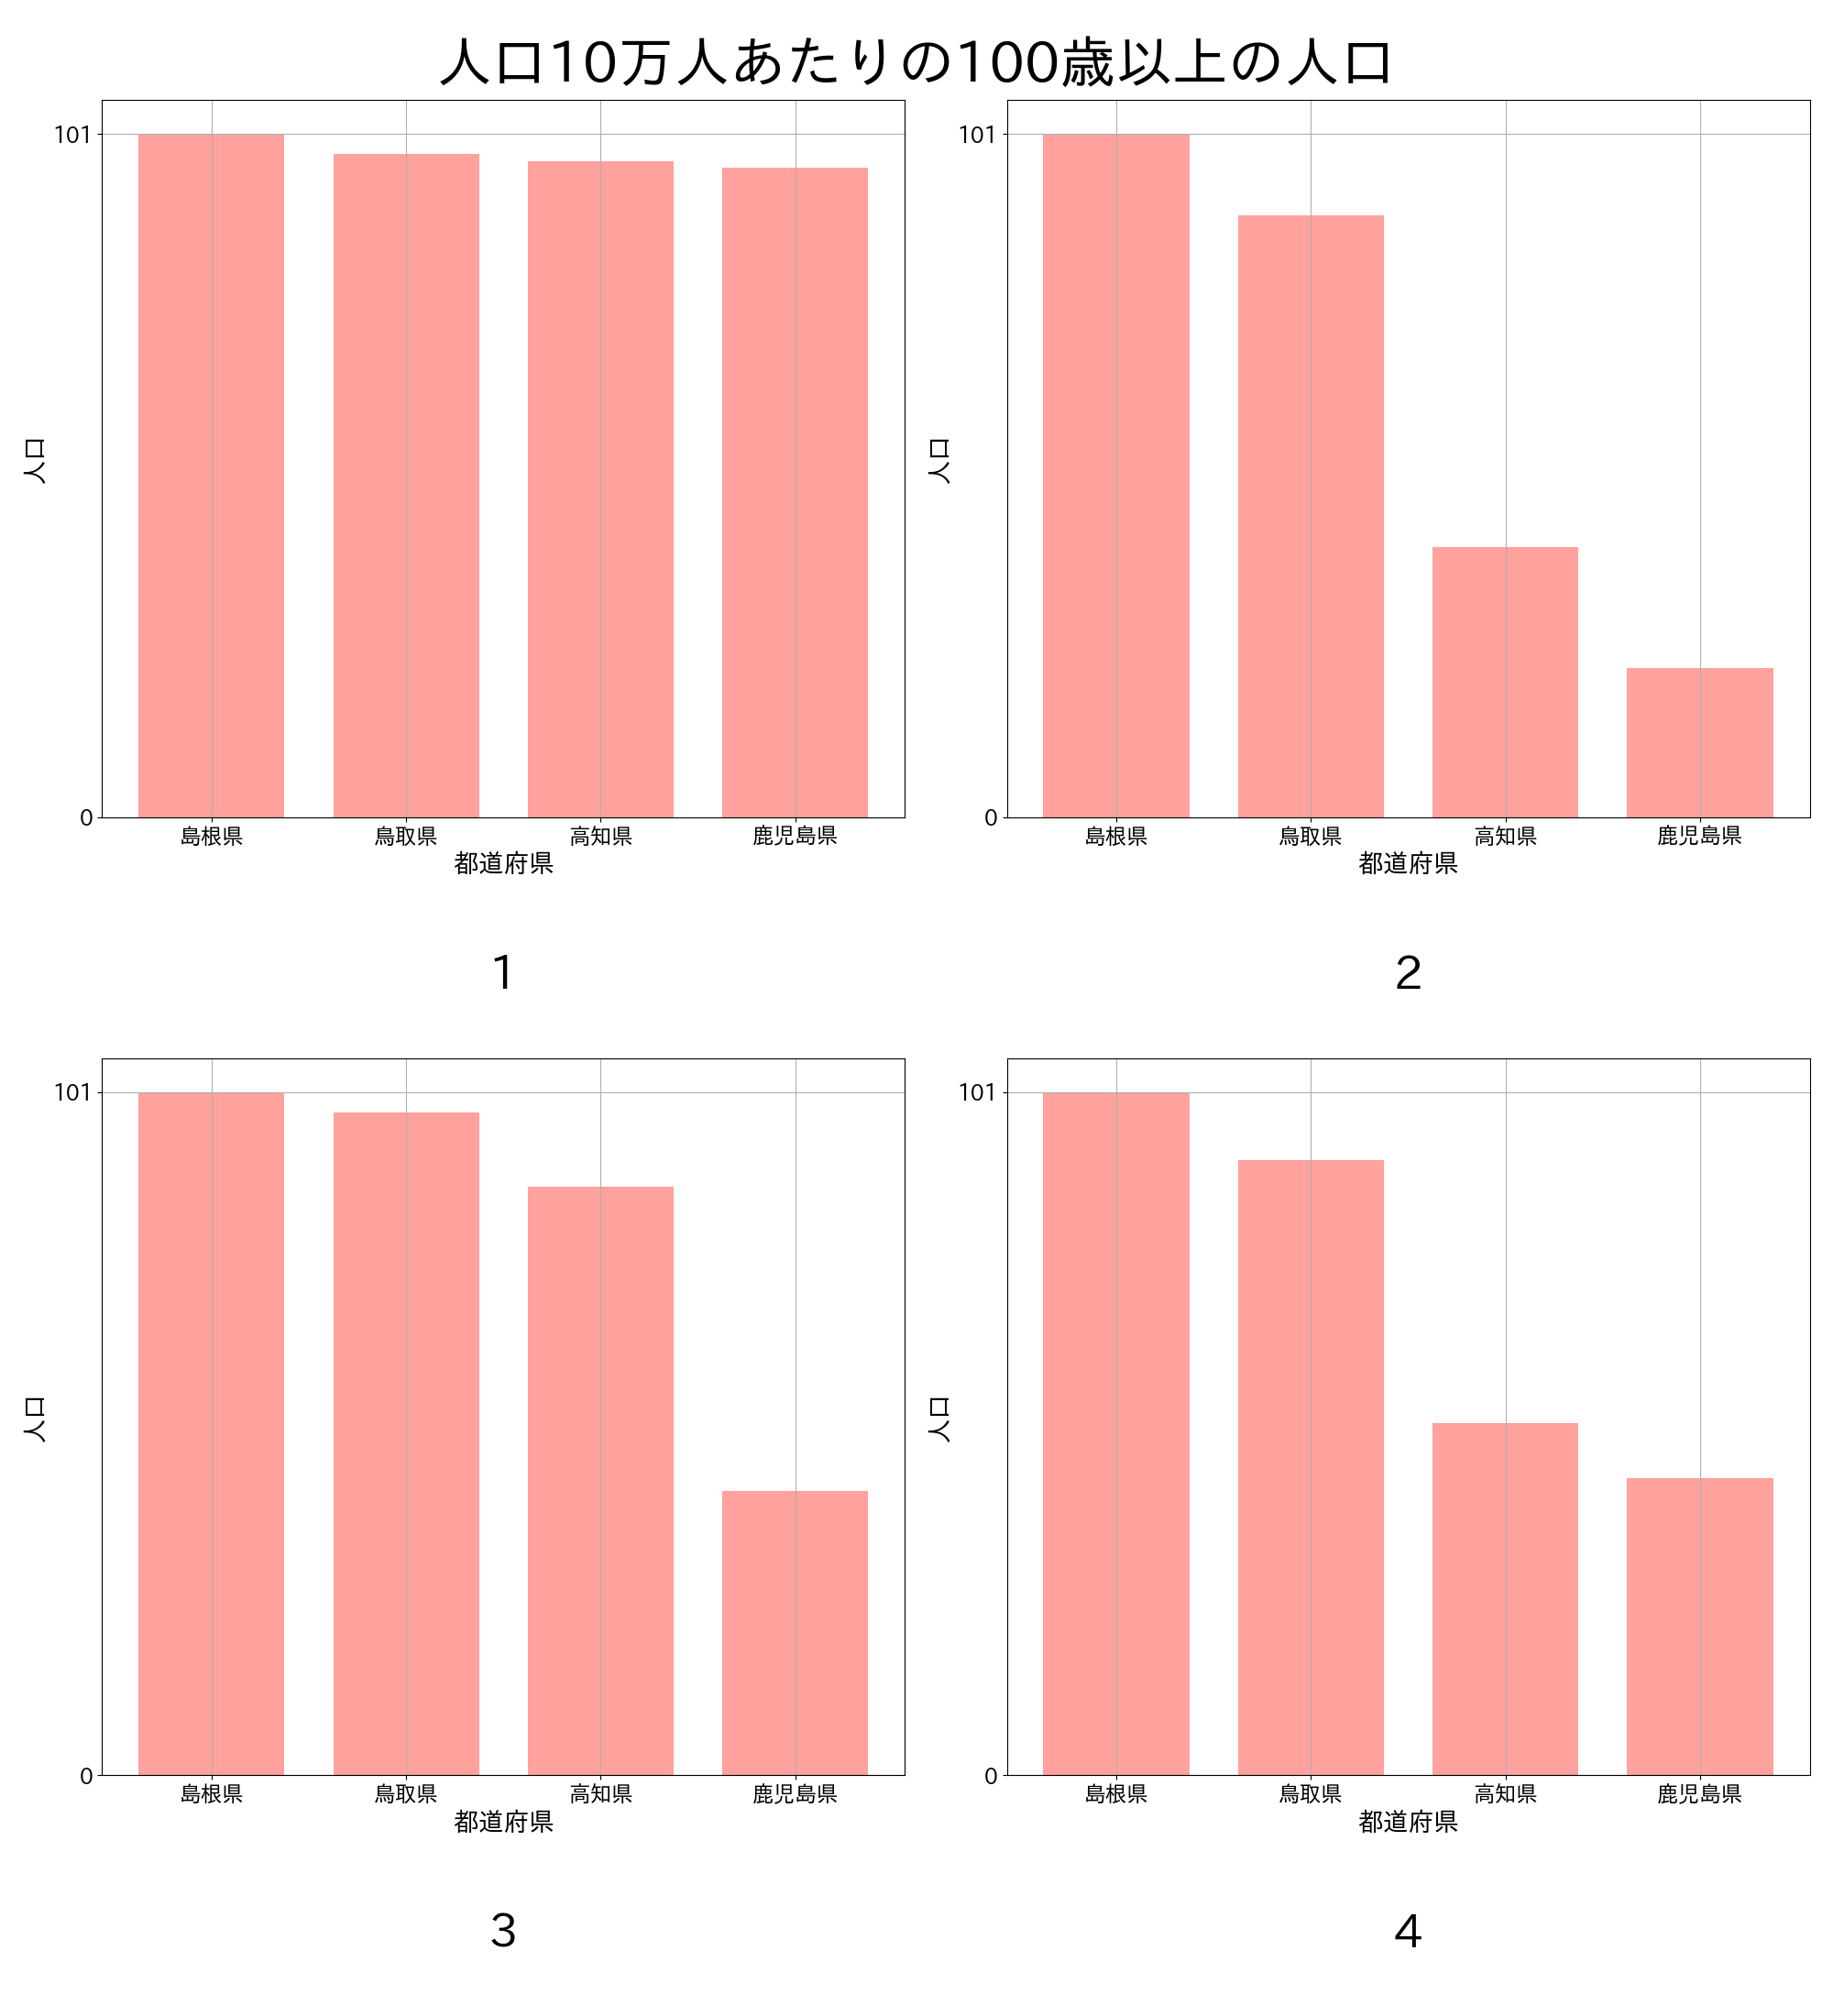 人口10万人あたりの100歳以上の人口
101
0
人口
島根県 鳥取県 高知県 鹿児島県
都道府県
1
101
0
人口
島根県 鳥取県 高知県 鹿児島県
都道府県
2
101
0
人口
島根県 鳥取県 高知県 鹿児島県
都道府県
3
101
0
人口
島根県 鳥取県 高知県 鹿児島県
都道府県
4